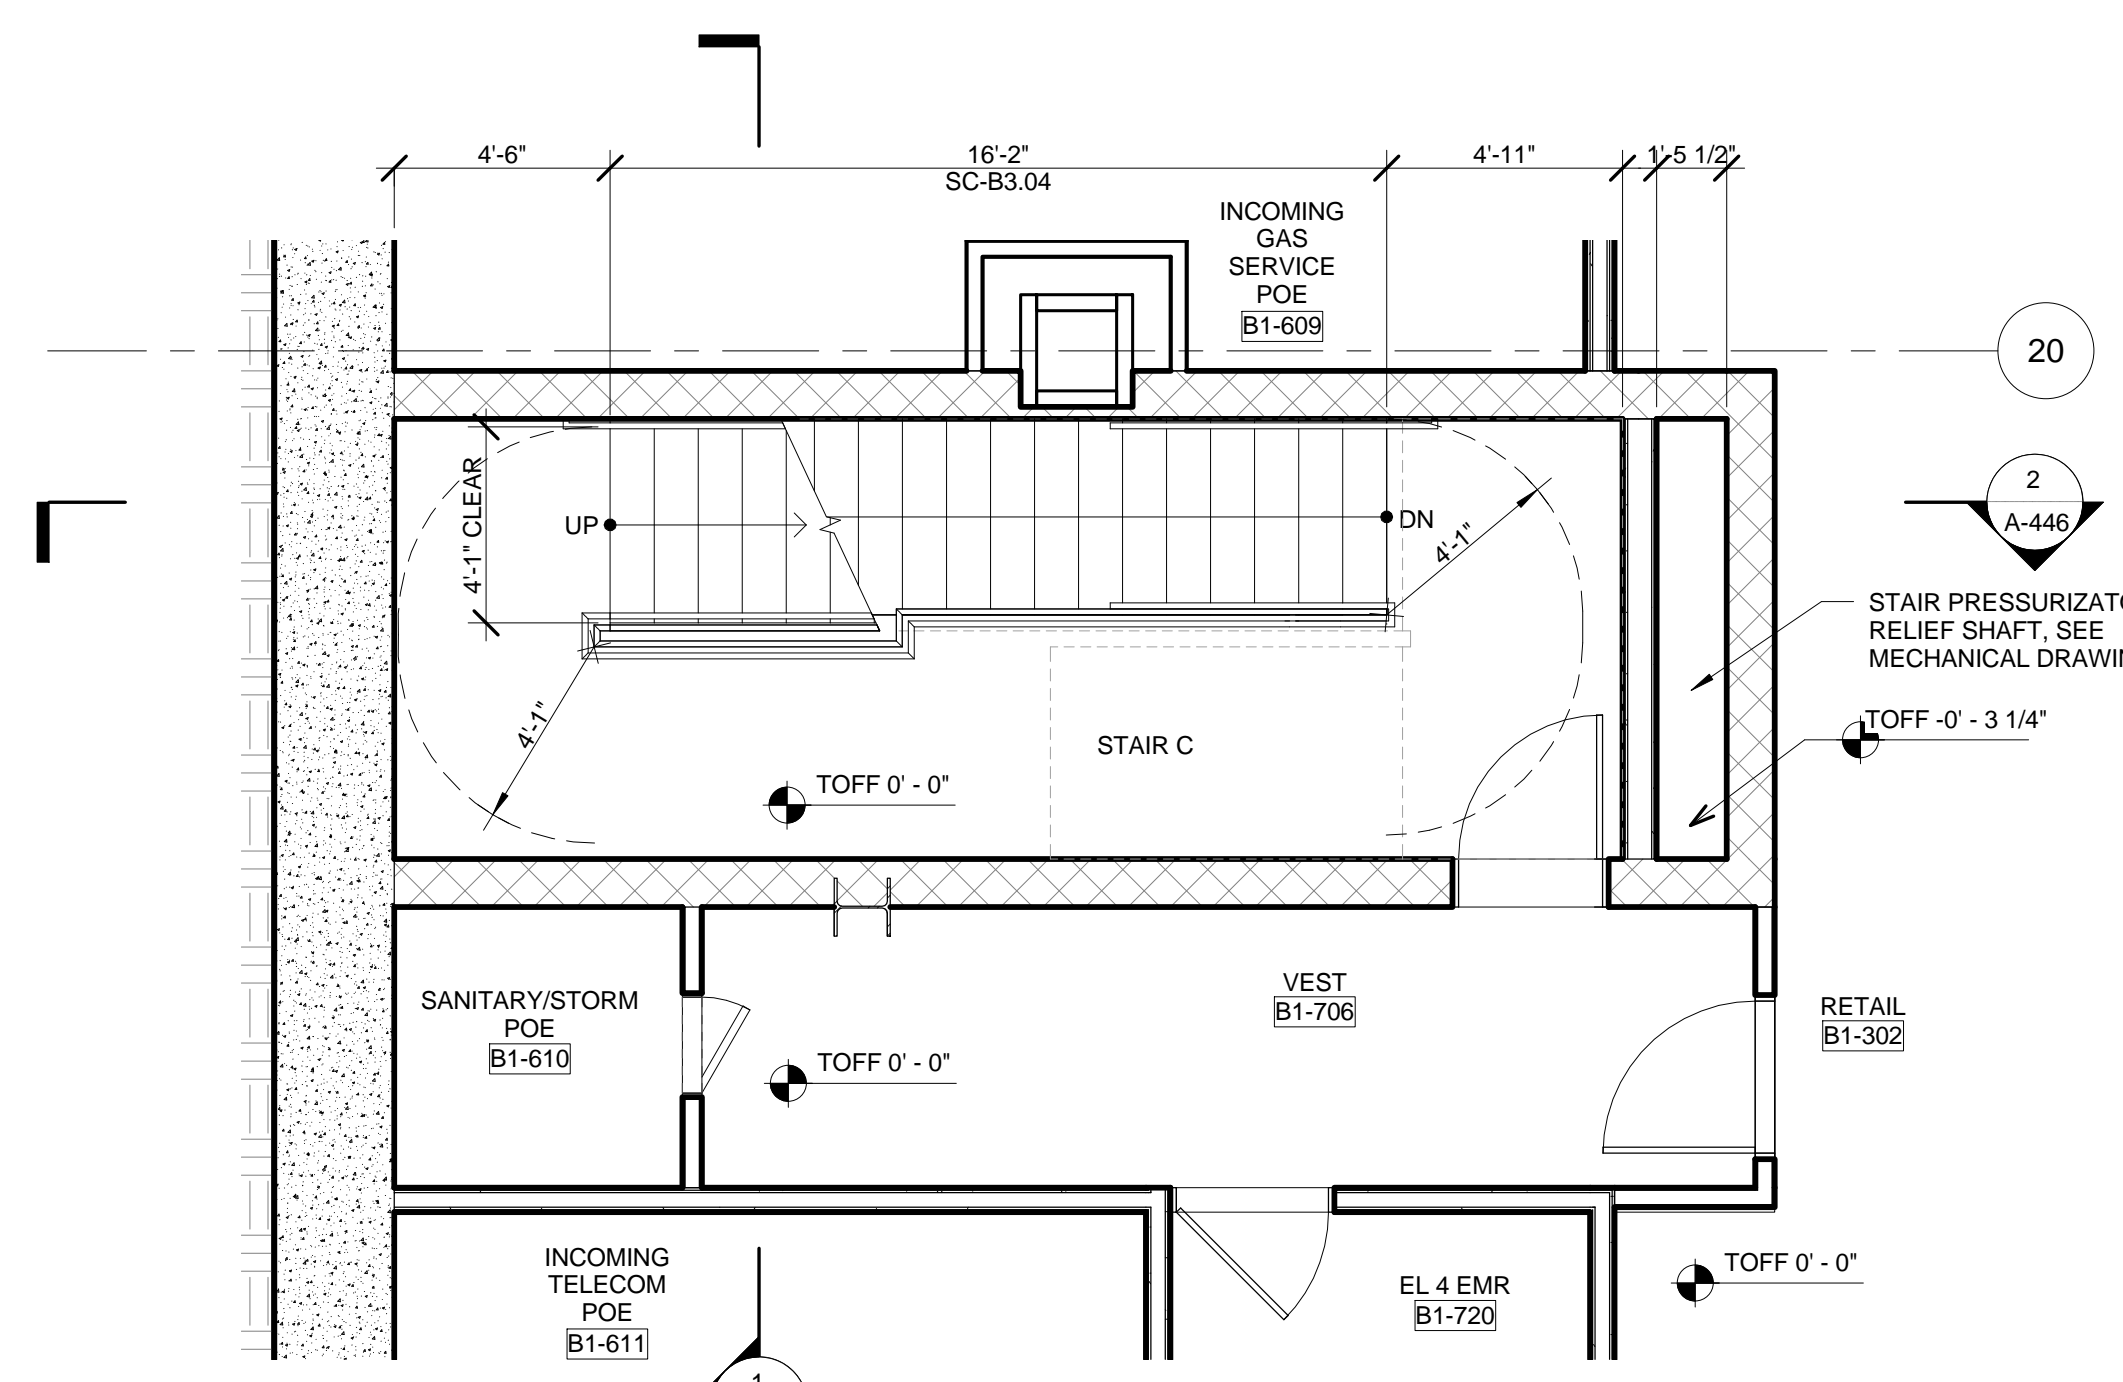 4'-6"
16'-2"
4'-11"
1'-5 1/2"
SC-B3.04
INCOMING
GAS
SERVICE
POE
B1-609
20
4'-1" CLEAR
UP
DN
4'-1"
2
A-446
STAIR PRESSURIZATO
RELIEF SHAFT, SEE
MECHANICAL DRAWIN
4'-1"
STAIR C
TOFF -0' - 3 1/4"
TOFF 0' - 0"
SANITARY/STORM
POE
B1-610
VEST
B1-706
RETAIL
B1-302
TOFF 0' - 0"
INCOMING
TELECOM
POE
B1-611
EL 4 EMR
B1-720
TOFF 0' - 0"
1